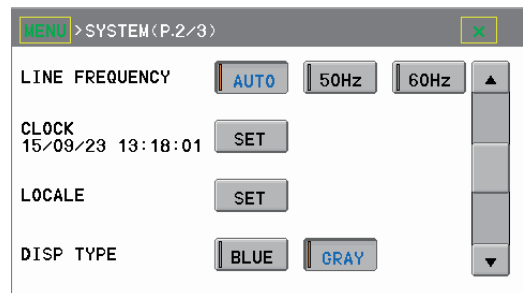 MENU >SYSTEM(P.2/3) ×
LINE FREQUENCY AUTO 50Hz 60Hz ▲
CLOCK
15/09/23 13:18:01 SET
LOCALE SET
DISP TYPE BLUE GRAY ▼